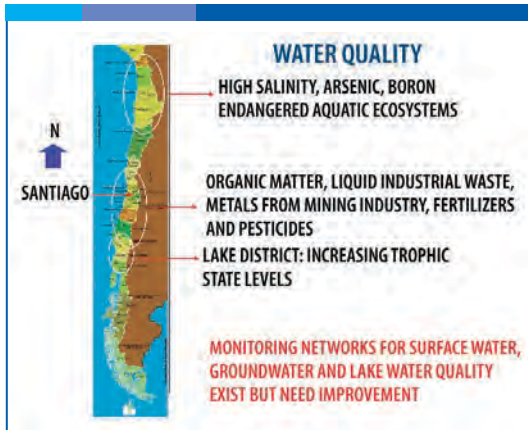 WATER QUALITY
HIGH SALINITY, ARSENIC, BORON
ENDANGERED AQUATIC ECOSYSTEMS
N
SANTIAGO
ORGANIC MATTER, LIQUID INDUSTRIAL WASTE,
METALS FROM MINING INDUSTRY, FERTILIZERS
AND PESTICIDES
LAKE DISTRICT: INCREASING TROPHIC
STATE LEVELS
MONITORING NETWORKS FOR SURFACE WATER,
GROUNDWATER AND LAKE WATER QUALITY
EXIST BUT NEED IMPROVEMENT